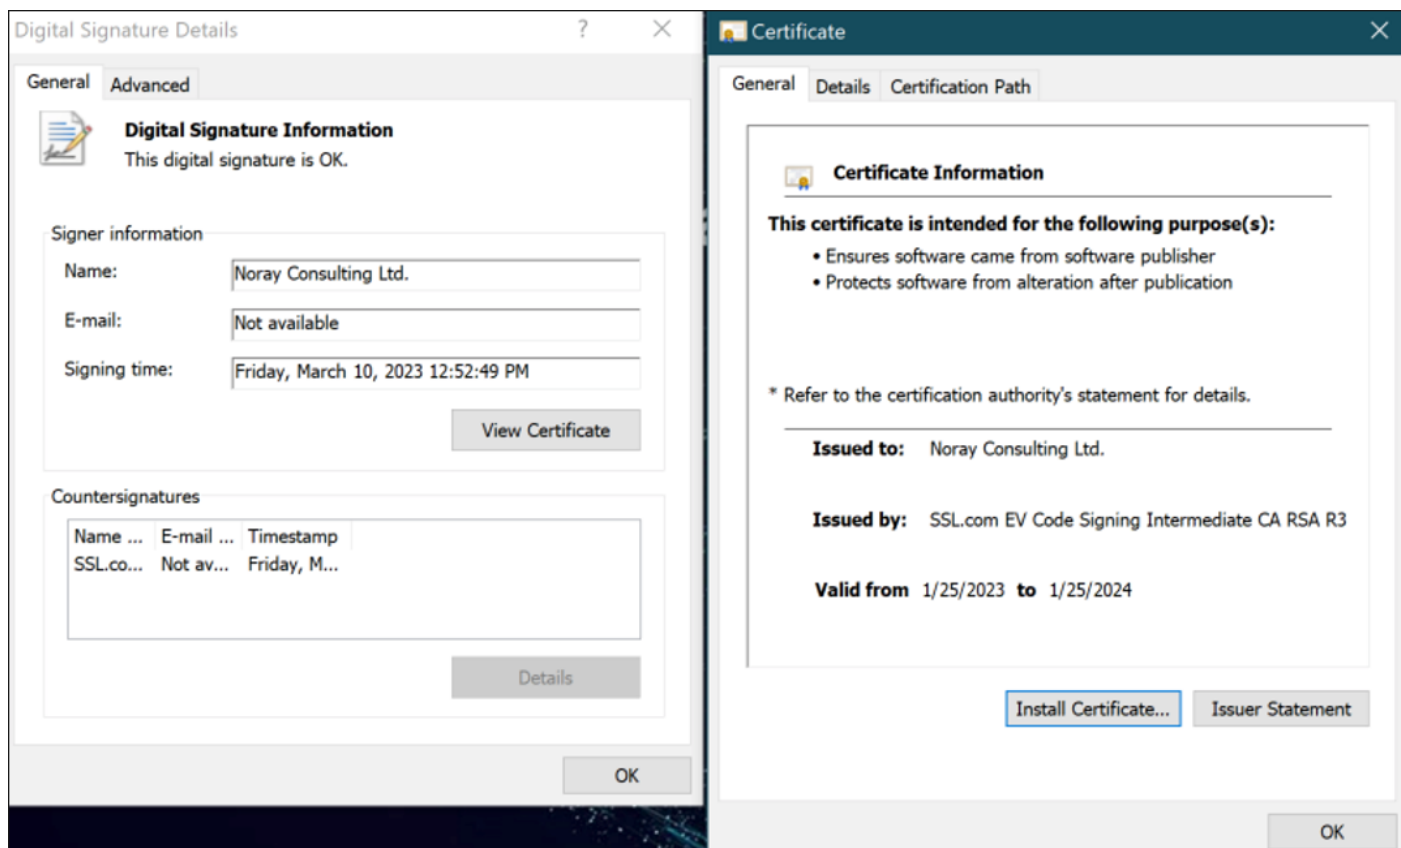 Digital Signature Details
General Advanced
Digital Signature Information
This digital signature is OK.
Signer information
Name: Noray Consulting Ltd.
E-mail: Not available
Signing time: Friday, March 10, 2023 12:52:49 PM
View Certificate
Countersignatures
Name ... E-mail ... Timestamp
SSL.co... Not av... Friday, M...
Details
OK
Certificate
General Details Certification Path
Certificate Information
This certificate is intended for the following purpose(s):
• Ensures software came from software publisher
• Protects software from alteration after publication
* Refer to the certification authority's statement for details.
Issued to: Noray Consulting Ltd.
Issued by: SSL.com EV Code Signing Intermediate CA RSA R3
Valid from 1/25/2023 to 1/25/2024
Install Certificate... Issuer Statement
OK